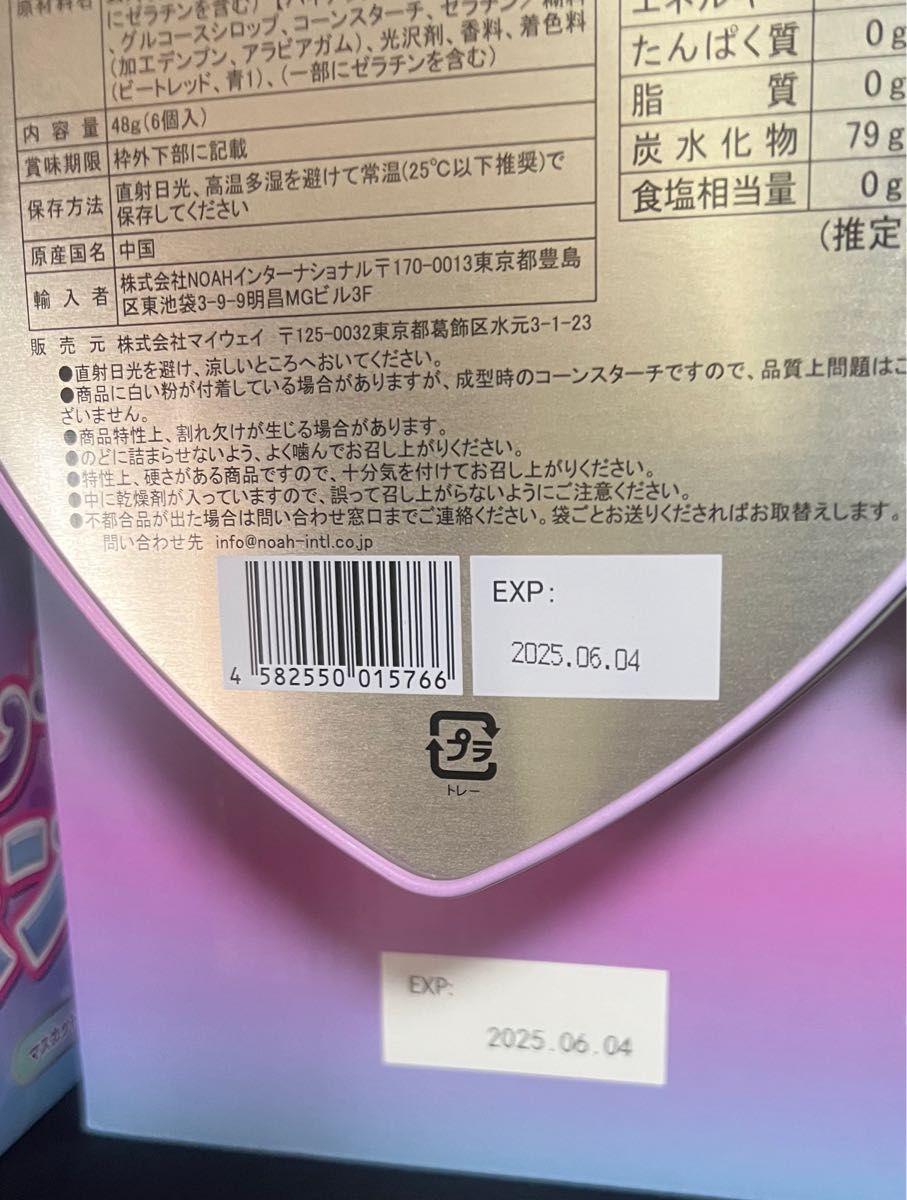 原材料名
にゼラチンを含む)
、グルコースシロップ、コーンスターチ、ゼラチン/
(加工デンプン、アラビアガム)、光沢剤、香料、着色料
(ビートレッド、青1)、(一部にゼラチンを含む)
内容量 48g(6個入)
賞味期限 枠外下部に記載
保存方法 直射日光、高温多湿を避けて常温(25℃以下推奨)で
保存してください
原産国名 中国
輸入者 株式会社NOAHインターナショナル〒170-0013東京都豊島
区東池袋3-9-9明昌MGビル3F
エネルギー
たんぱく質 0g
脂質 0g
炭水化物 79g
食塩相当量 0g
(推定
販売元 株式会社マイウェイ 〒125-0032東京都葛飾区水元3-1-23
●直射日光を避け、涼しいところへおいてください。
●商品に白い粉が付着している場合がありますが、成型時のコーンスターチですので、品質上問題はご
ざいません。
●商品特性上、割れ欠けが生じる場合があります。
●のどに詰まらせないよう、よく噛んでお召し上がりください。
●特性上、硬さがある商品ですので、十分気を付けてお召し上がりください。
●中に乾燥剤が入っていますので、誤って召し上がらないようにご注意ください。
●不都合品が出た場合は問い合わせ窓口までご連絡ください。袋ごとお送りくださればお取替えします。
問い合わせ先 info@noah-intl.co.jp
4 582550 015766
EXP:
2025.06.04
プラ
トレー
EXP:
2025.06.04